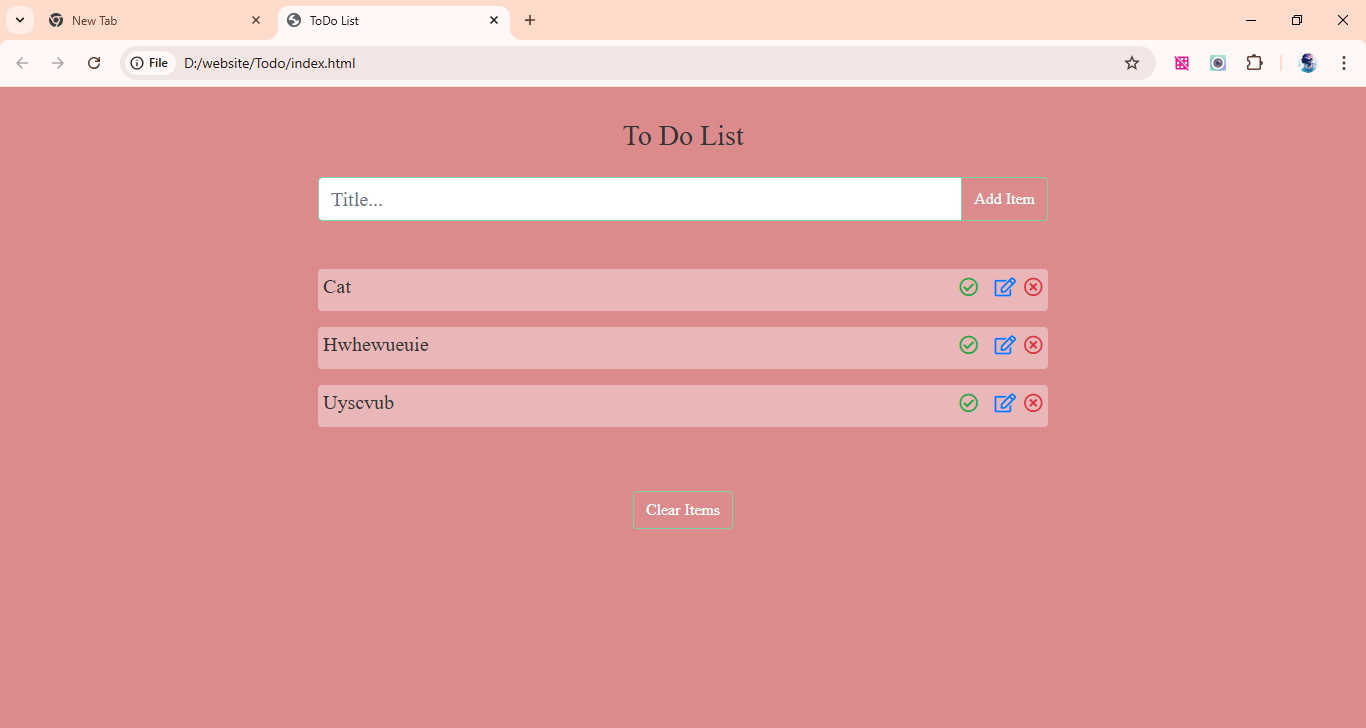 New Tab
ToDo List
File
D:/website/Todo/index.html
To Do List
Title...
Add Item
Cat
Hwhewueuie
Uyscvub
Clear Items